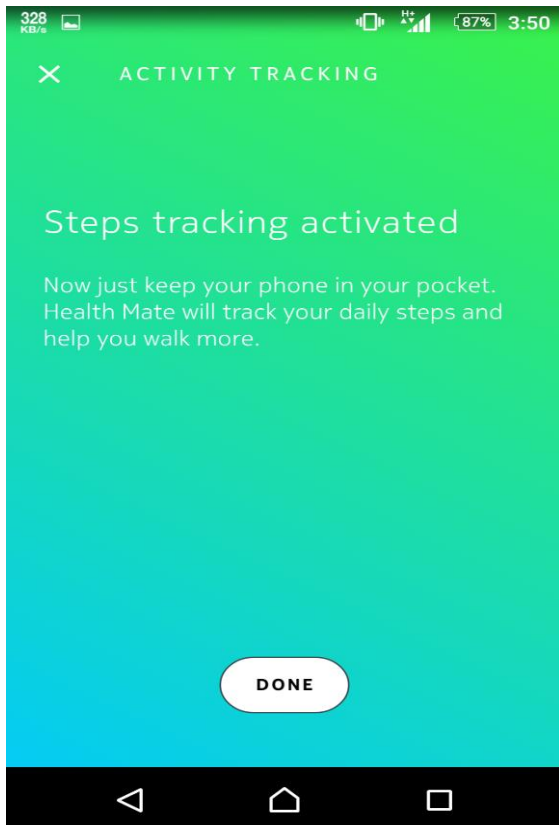 328
KB/s
H+
87%
3:50
ACTIVITY TRACKING
Steps tracking activated
Now just keep your phone in your pocket.
Health Mate will track your daily steps and
help you walk more.
DONE